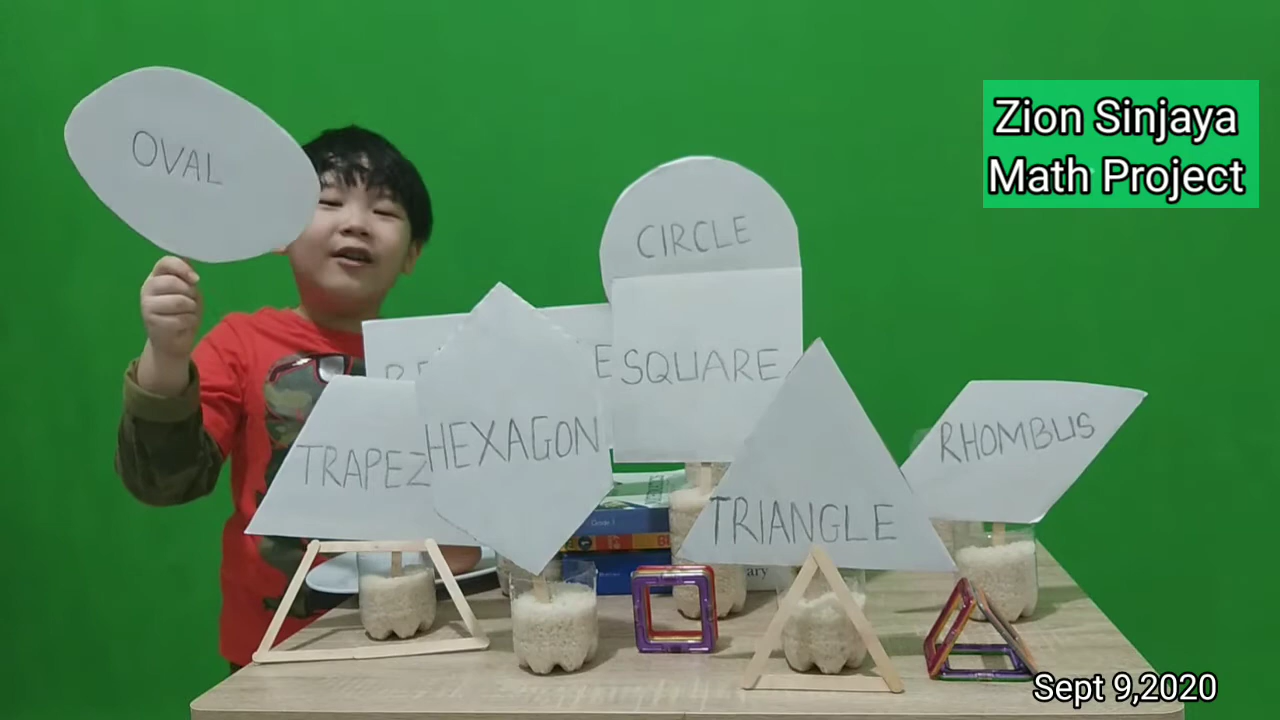 Zion Sinjaya
Math Project
OVAL
CIRCLE
SQUARE
HEXAGON
TRAPEZ
RHOMBUS
TRIANGLE
Sept 9,2020